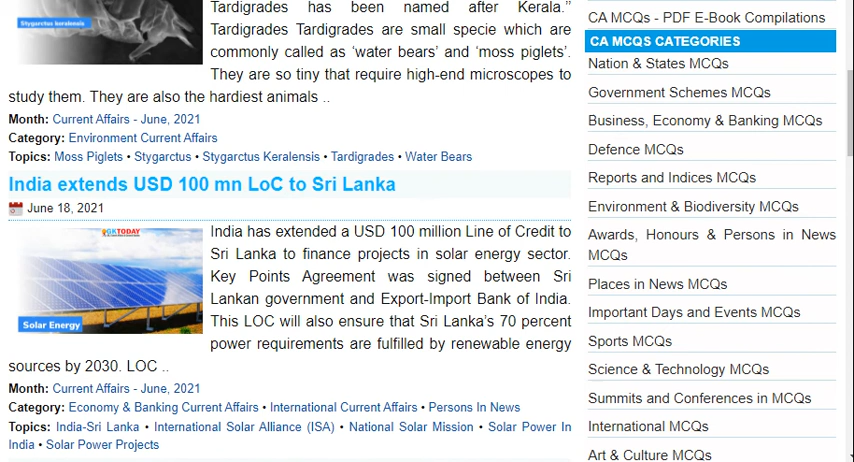 Tardigrades has been named after Kerala.”
Stygarctus keralensis
Tardigrades Tardigrades are small specie which are
commonly called as ‘water bears’ and ‘moss piglets’.
They are so tiny that require high-end microscopes to
study them. They are also the hardiest animals ..
Month: Current Affairs - June, 2021
Category: Environment Current Affairs
Topics: Moss Piglets • Stygarctus • Stygarctus Keralensis • Tardigrades • Water Bears
India extends USD 100 mn LoC to Sri Lanka
June 18, 2021
GKTODAY
Solar Energy
India has extended a USD 100 million Line of Credit to
Sri Lanka to finance projects in solar energy sector.
Key Points Agreement was signed between Sri
Lankan government and Export-Import Bank of India.
This LOC will also ensure that Sri Lanka’s 70 percent
power requirements are fulfilled by renewable energy
sources by 2030. LOC ..
Month: Current Affairs - June, 2021
Category: Economy & Banking Current Affairs • International Current Affairs • Persons In News
Topics: India-Sri Lanka • International Solar Alliance (ISA) • National Solar Mission • Solar Power In
India • Solar Power Projects
CA MCQs - PDF E-Book Compilations
CA MCQS CATEGORIES
Nation & States MCQs
Government Schemes MCQs
Business, Economy & Banking MCQs
Defence MCQs
Reports and Indices MCQs
Environment & Biodiversity MCQs
Awards, Honours & Persons in News
MCQs
Places in News MCQs
Important Days and Events MCQs
Sports MCQs
Science & Technology MCQs
Summits and Conferences in MCQs
International MCQs
Art & Culture MCQs